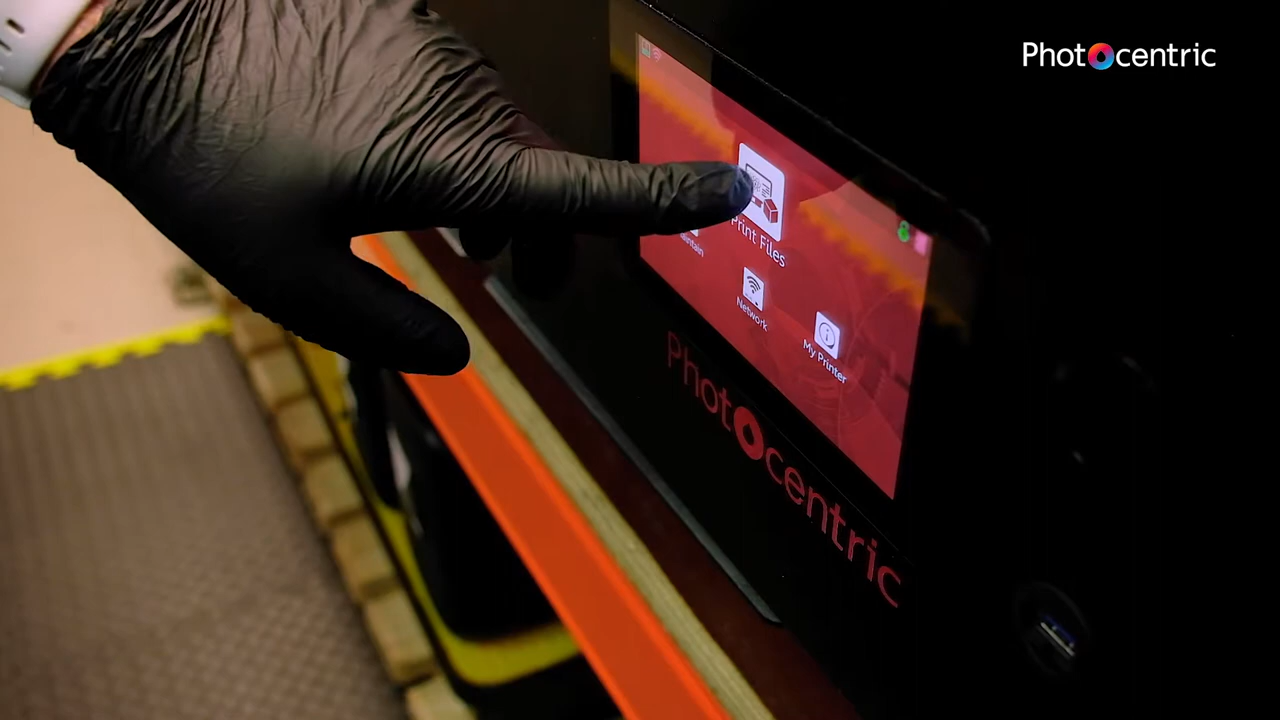 Photocentric
Print Files
Network
My Printer
Photocentric